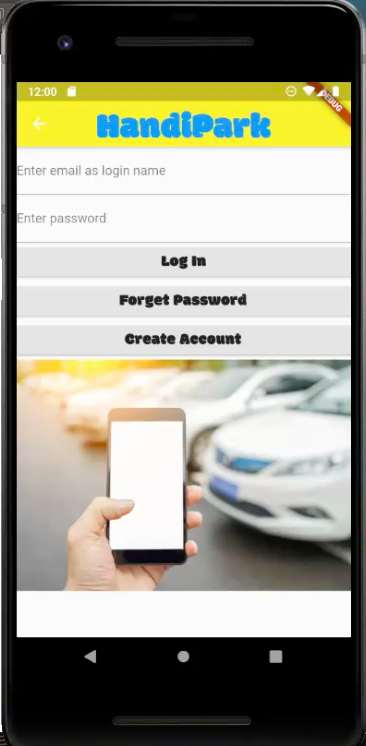 12:00
DEBUG
HandiPark
Enter email as login name
Enter password
Log In
Forget Password
Create Account